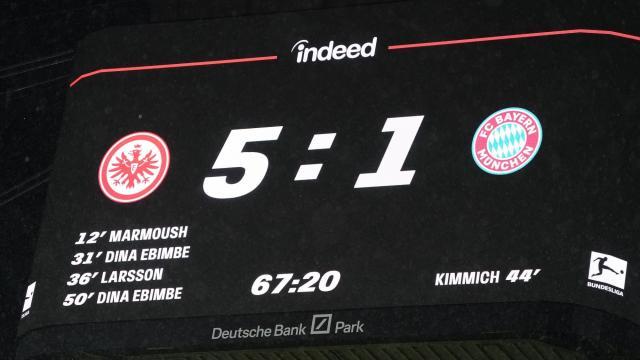 indeed
5:1
FC BAYERN
MÜNCHEN
12' MARMOUSH
31' DINA EBIMBE
36' LARSSON
50' DINA EBIMBE
67:20
KIMMICH 44'
BUNDESLIGA
Deutsche Bank Park